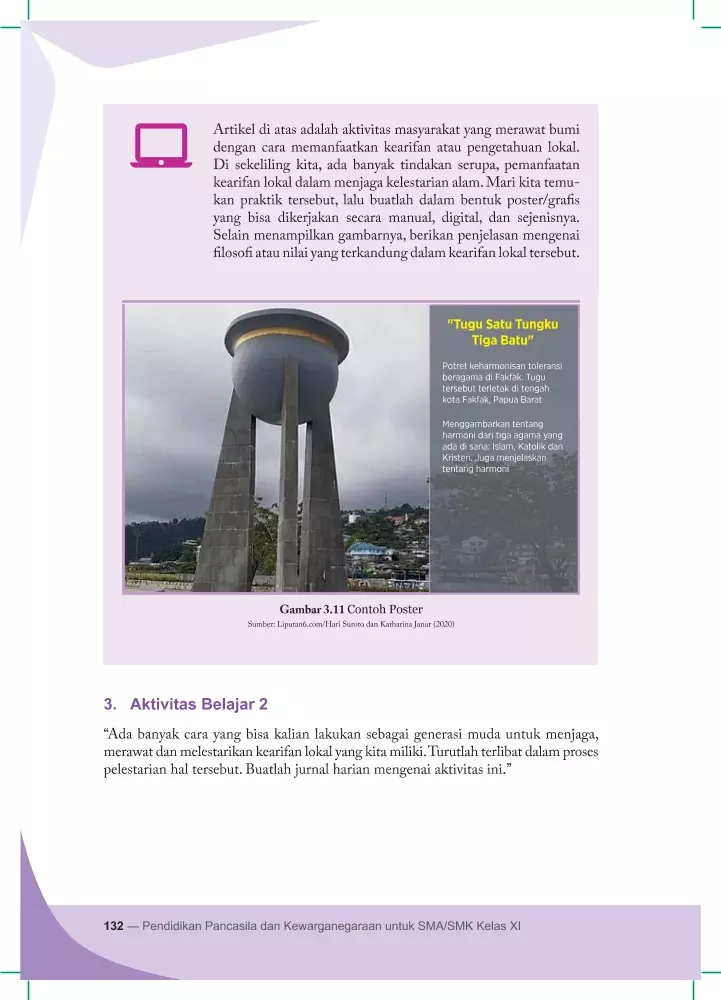 Artikel di atas adalah aktivitas masyarakat yang merawat bumi
dengan cara memanfaatkan kearifan atau pengetahuan lokal.
Di sekeliling kita, ada banyak tindakan serupa, pemanfaatan
kearifan lokal dalam menjaga kelestarian alam. Mari kita temu-
kan praktik tersebut, lalu buatlah dalam bentuk poster/grafis
yang bisa dikerjakan secara manual, digital, dan sejenisnya.
Selain menampilkan gambarnya, berikan penjelasan mengenai
filosofi atau nilai yang terkandung dalam kearifan lokal tersebut.
"Tugu Satu Tungku
Tiga Batu"
Potret keharmonisan toleransi
beragama di Fakfak. Tugu
tersebut terletak di tengah
kota Fakfak, Papua Barat
Menggambarkan tentang
harmoni dari tiga agama yang
ada di sana: Islam, Katolik dan
Kristen. Juga menjelaskan
tentang harmoni
Gambar 3.11 Contoh Poster
Sumber: Liputan6.com/Hari Suroto dan Katharina Janur (2020)
3. Aktivitas Belajar 2
“Ada banyak cara yang bisa kalian lakukan sebagai generasi muda untuk menjaga,
merawat dan melestarikan kearifan lokal yang kita miliki. Turutlah terlibat dalam proses
pelestarian hal tersebut. Buatlah jurnal harian mengenai aktivitas ini.”
132 — Pendidikan Pancasila dan Kewarganegaraan untuk SMA/SMK Kelas XI